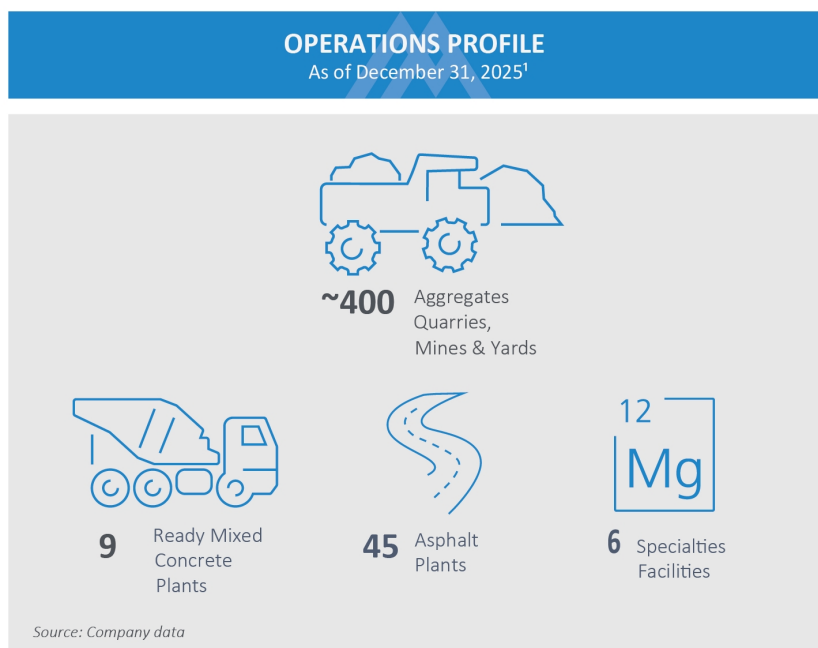 OPERATIONS PROFILE
As of December 31, 2025¹
~400
Aggregates
Quarries,
Mines & Yards
9
Ready Mixed
Concrete
Plants
45
Asphalt
Plants
12
Mg
6
Specialties
Facilities
Source: Company data